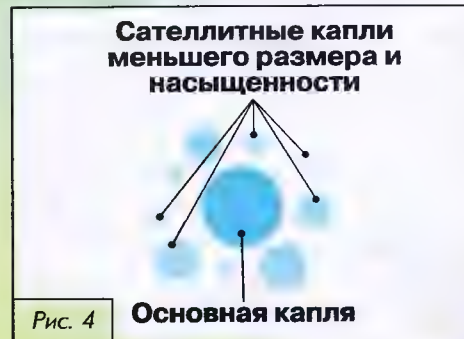 Сателлитные капли
меньшего размера и
насыщенности
Основная капля
Рис. 4